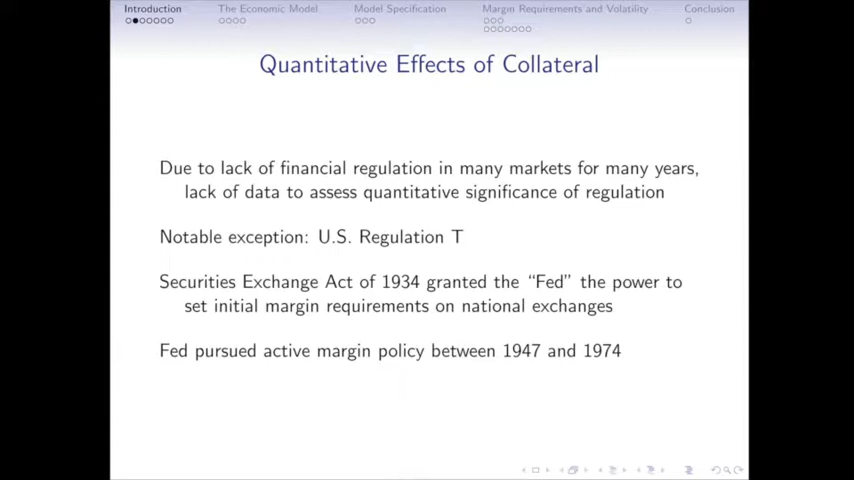 Introduction The Economic Model Model Specification Margin Requirements and Volatility Conclusion
Quantitative Effects of Collateral
Due to lack of financial regulation in many markets for many years,
lack of data to assess quantitative significance of regulation
Notable exception: U.S. Regulation T
Securities Exchange Act of 1934 granted the “Fed” the power to
set initial margin requirements on national exchanges
Fed pursued active margin policy between 1947 and 1974